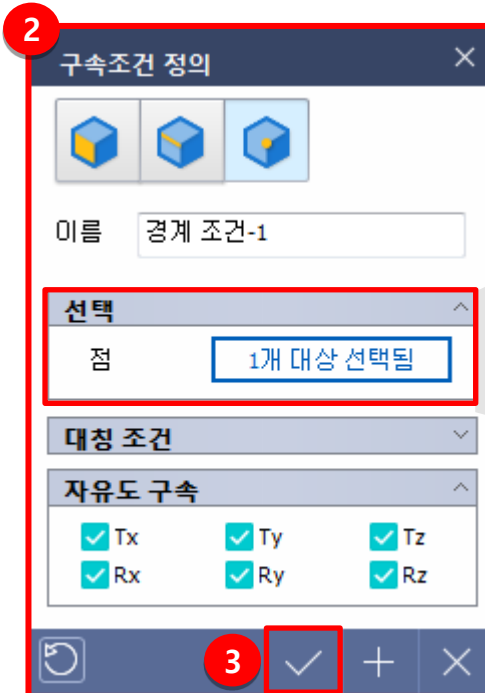 2
구속조건 정의
이름 경계 조건-1
선택
점 1개 대상 선택됨
대칭 조건
자유도 구속
Tx Ty Tz
Rx Ry Rz
3